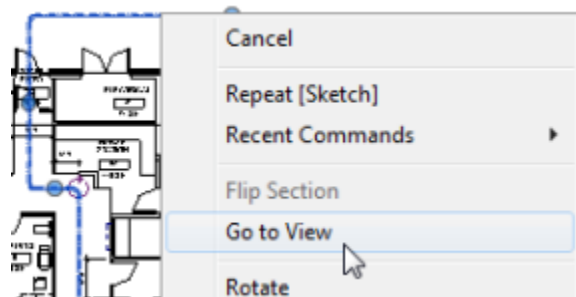 Cancel
Repeat [Sketch]
Recent Commands
Flip Section
Go to View
Rotate